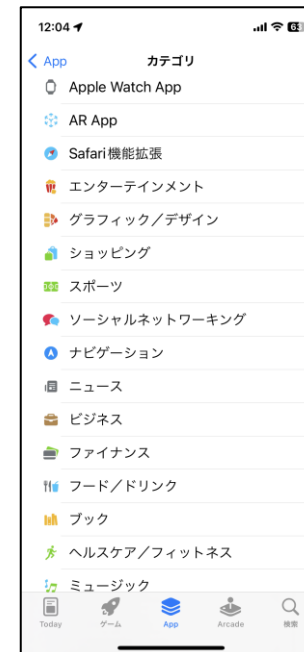 12:04
App
カテゴリ
Apple Watch App
AR App
Safari機能拡張
エンターテインメント
グラフィック／デザイン
ショッピング
スポーツ
ソーシャルネットワーキング
ナビゲーション
ニュース
ビジネス
ファイナンス
フード／ドリンク
ブック
ヘルスケア／フィットネス
ミュージック
Today
ゲーム
App
Arcade
検索